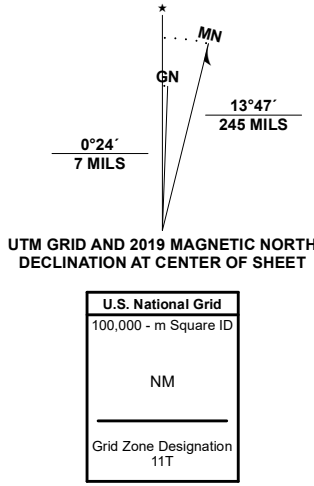 ★
MN
GN
13°47´
245 MILS
0°24´
7 MILS
UTM GRID AND 2019 MAGNETIC NORTH
DECLINATION AT CENTER OF SHEET
U.S. National Grid
100,000 - m Square ID
NM
Grid Zone Designation
11T